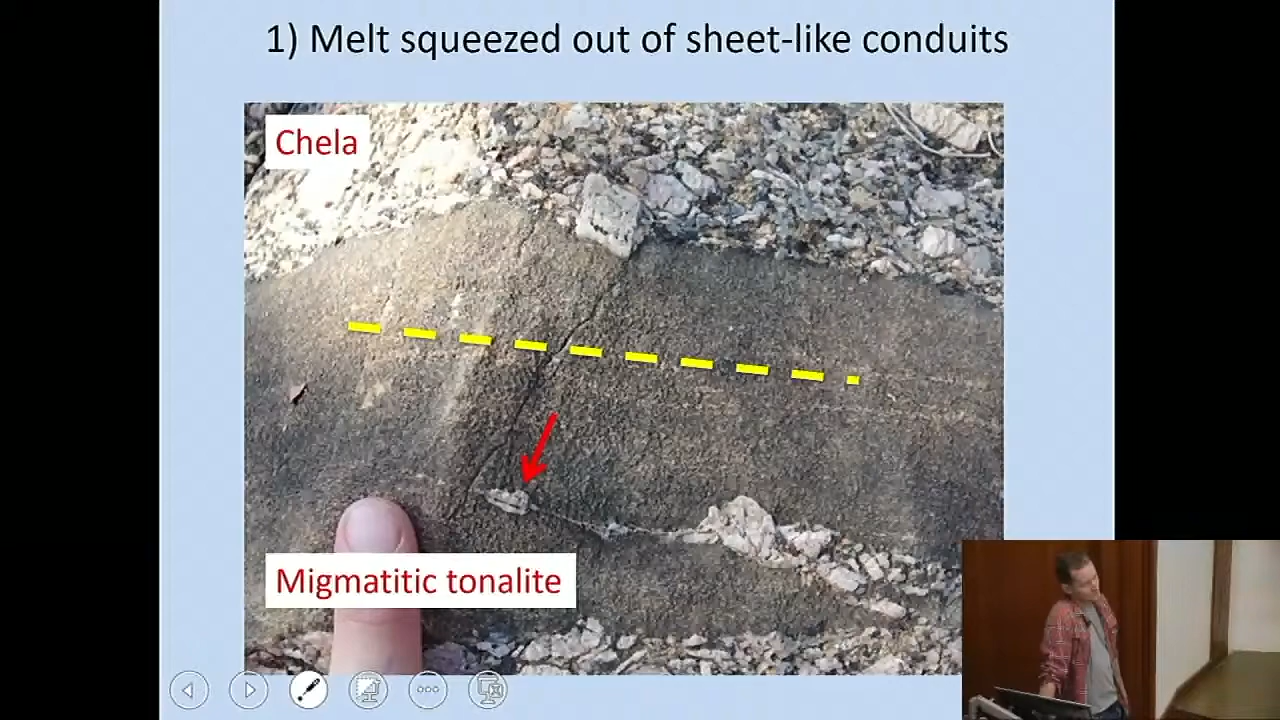 1) Melt squeezed out of sheet-like conduits
Chela
Migmatitic tonalite